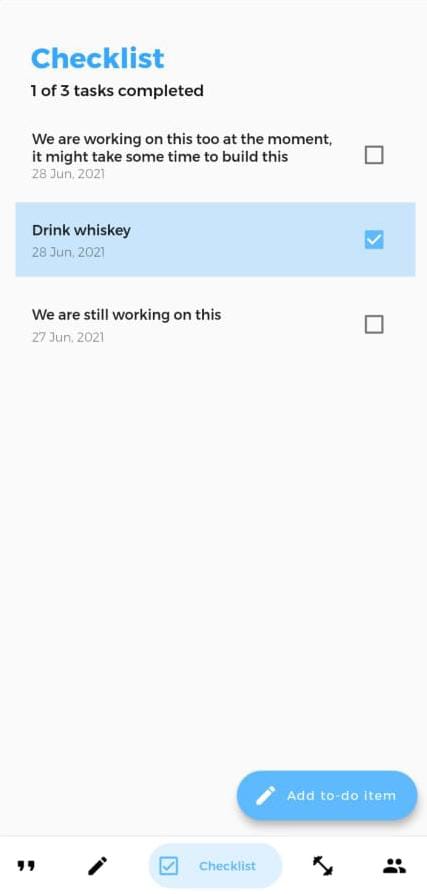 Checklist
1 of 3 tasks completed
We are working on this too at the moment,
it might take some time to build this
28 Jun, 2021
Drink whiskey
28 Jun, 2021
We are still working on this
27 Jun, 2021
Add to-do item
Checklist